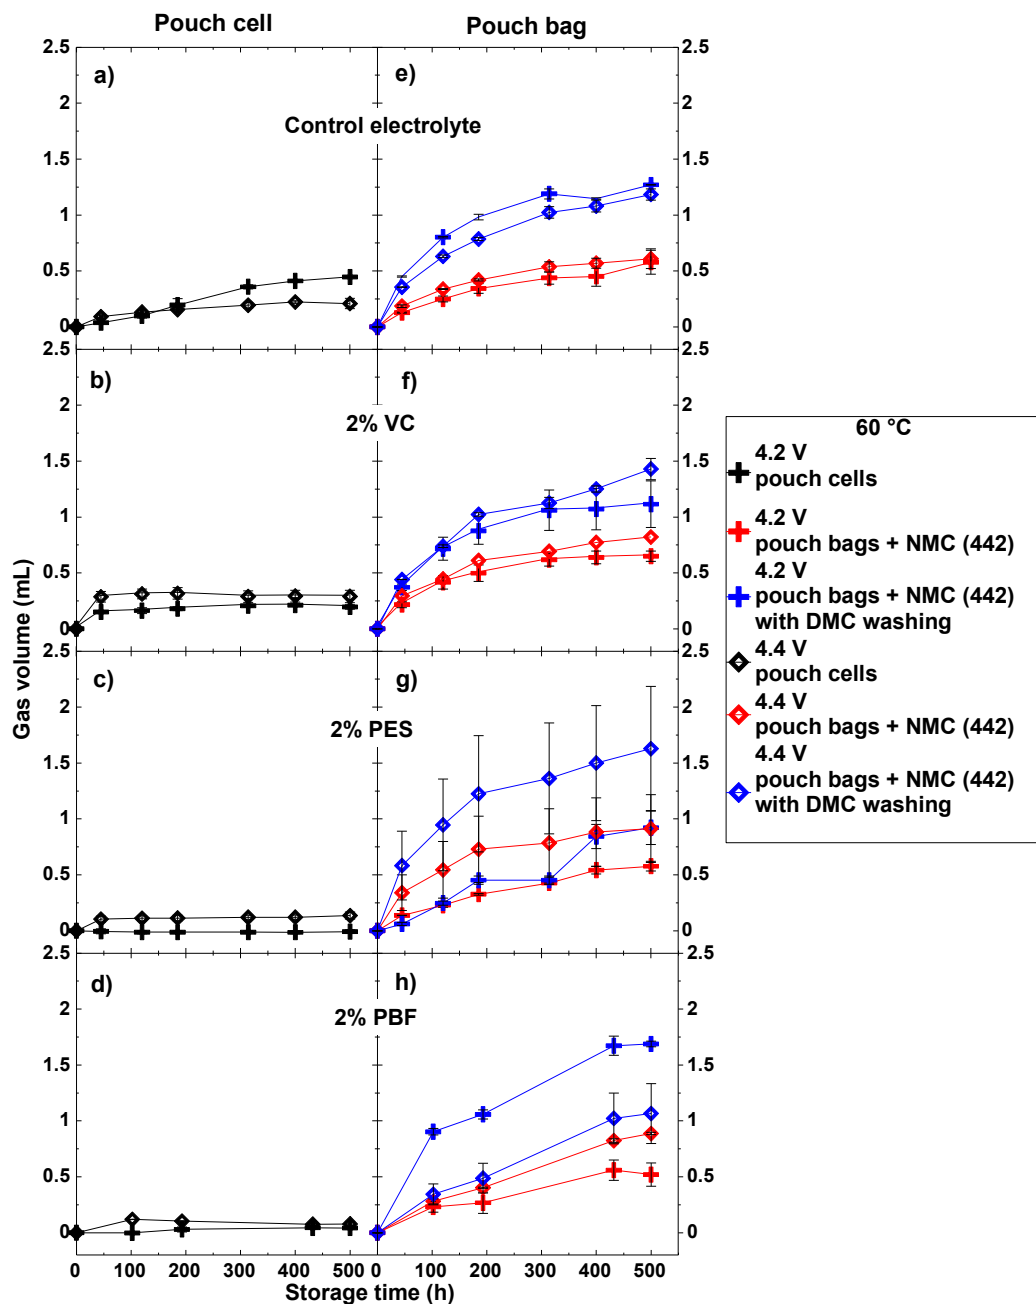 Pouch cell Pouch bag
2.5 2.5
a) e)
2 2
Control electrolyte
1.5 1.5
1 1
0.5 0.5
0 0
2.5 2.5
b) f)
2 2
2% VC
1.5 1.5
1 1
0.5 0.5
0 0
2.5 2.5
c) g)
2 2
2% PES
1.5 1.5
1 1
0.5 0.5
0 0
2.5 2.5
d) h)
2 2
2% PBF
1.5 1.5
1 1
0.5 0.5
0 0
0 100 200 300 400 500 0 100 200 300 400 500
Storage time (h)
Gas volume (mL)
60 °C
4.2 V
pouch cells
4.2 V
pouch bags + NMC (442)
4.2 V
pouch bags + NMC (442)
with DMC washing
4.4 V
pouch cells
4.4 V
pouch bags + NMC (442)
4.4 V
pouch bags + NMC (442)
with DMC washing